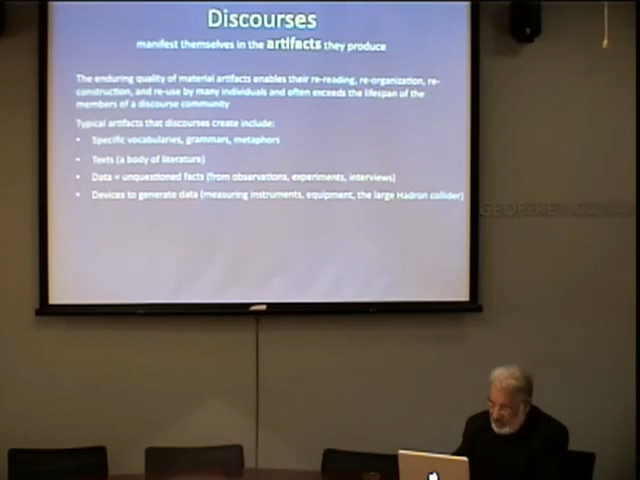 Discourses
manifest themselves in the artifacts they produce
The enduring quality of material artifacts enables their re-reading, re-organization, re-
construction, and re-use by many individuals and often exceeds the lifespan of the
members of a discourse community
Typical artifacts that discourses create include:
• Specific vocabularies, grammars, metaphors
• Texts (a body of literature)
• Data = unquestioned facts (from observations, experiments, interviews)
• Devices to generate data (measuring instruments, equipment, the large Hadron collider)
GEOFFREY